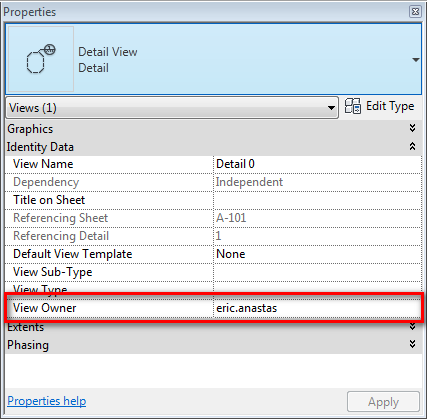 Properties
Detail View
Detail
Views (1) Edit Type
Graphics
Identity Data
View Name Detail 0
Dependency Independent
Title on Sheet
Referencing Sheet A-101
Referencing Detail 1
Default View Template None
View Sub-Type
View Type
View Owner eric.anastas
Extents
Phasing
Properties help Apply